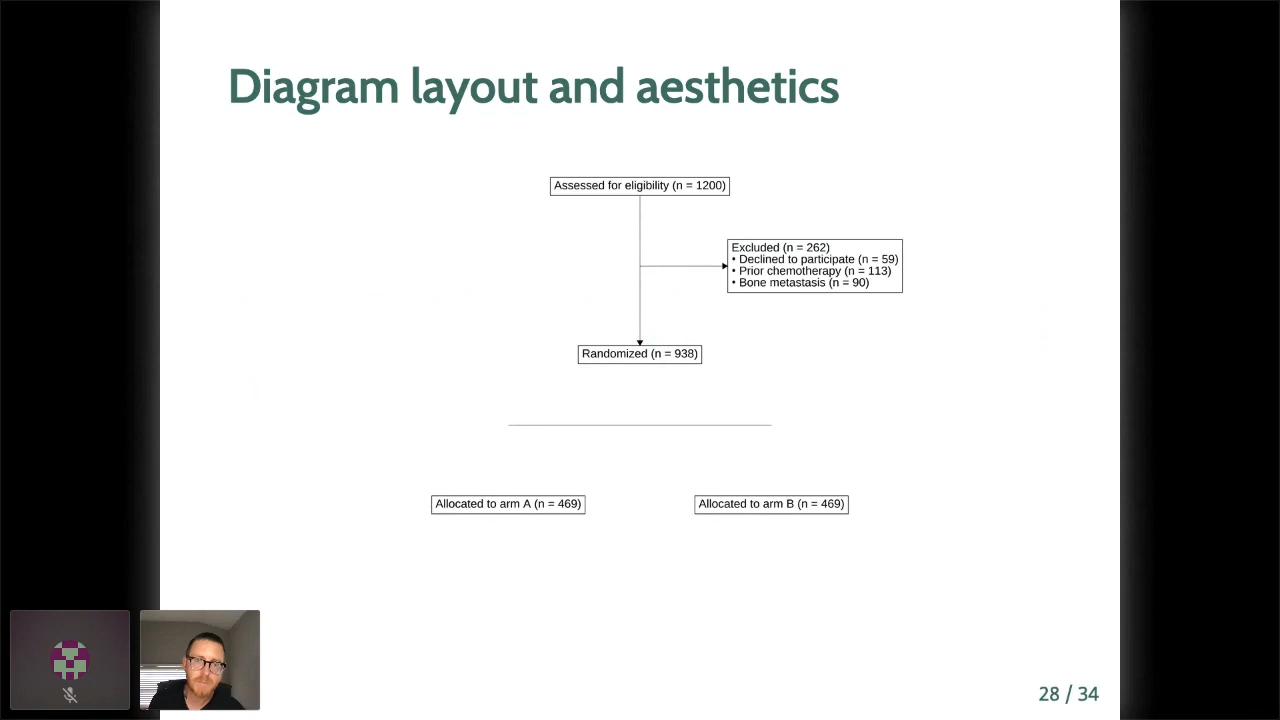 Diagram layout and aesthetics
Assessed for eligibility (n = 1200)
Excluded (n = 262)
• Declined to participate (n = 59)
• Prior chemotherapy (n = 113)
• Bone metastasis (n = 90)
Randomized (n = 938)
Allocated to arm A (n = 469)
Allocated to arm B (n = 469)
28 / 34